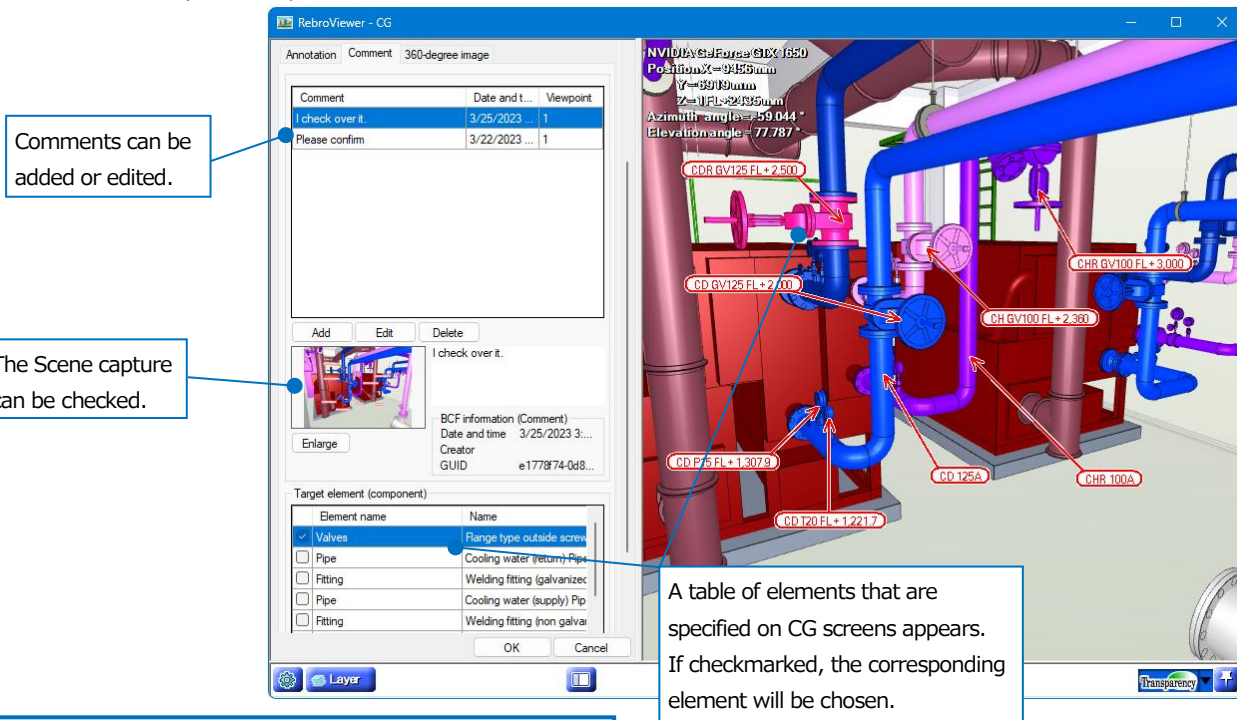 RebroViewer - CG
Annotation Comment 360-degree image
Comment Date and t... Viewpoint
I check over it. 3/25/2023 ... 1
Please confirm 3/22/2023 ... 1
Comments can be
added or edited.
Add Edit Delete
I check over it.
The Scene capture
can be checked.
BCF information (Comment)
Date and time 3/25/2023 3:...
Creator
GUID e1778f74-0d8...
Enlarge
Target element (component)
Element name Name
Valves Flange type outside screw
Pipe Cooling water (return) Pipe
Fitting Welding fitting (galvanized
Pipe Cooling water (supply) Pip
Fitting Welding fitting (non galvan
OK Cancel
Layer
NVIDIA GeForce GTX 1650
Position X = 9456mm
Y = 6919mm
Z = 1FL+2435mm
Azimuth angle = -59.044 °
Elevation angle = 77.787 °
CDR GV125 FL+2,500
CHR GV100 FL+3,000
CD GV125 FL+2,000
CH GV100 FL+2,360
CD P15 FL+1,307.9
CD 125A
CHR 100A
CD T20 FL+1,221.7
A table of elements that are
specified on CG screens appears.
If checkmarked, the corresponding
element will be chosen.
Transparency